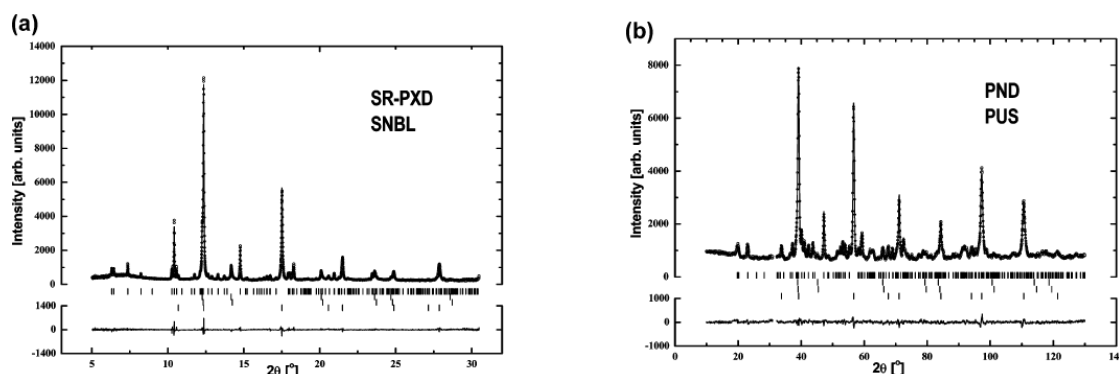 (a)
14000
12000
10000
8000
6000
4000
2000
0
1400
0
-1400
Intensity [arb. units]
SR-PXD
SNBL
5 10 15 20 25 30
2θ [°]
(b)
8000
6000
4000
2000
0
1000
0
-1000
Intensity [arb. units]
PND
PUS
0 20 40 60 80 100 120 140
2θ [°]